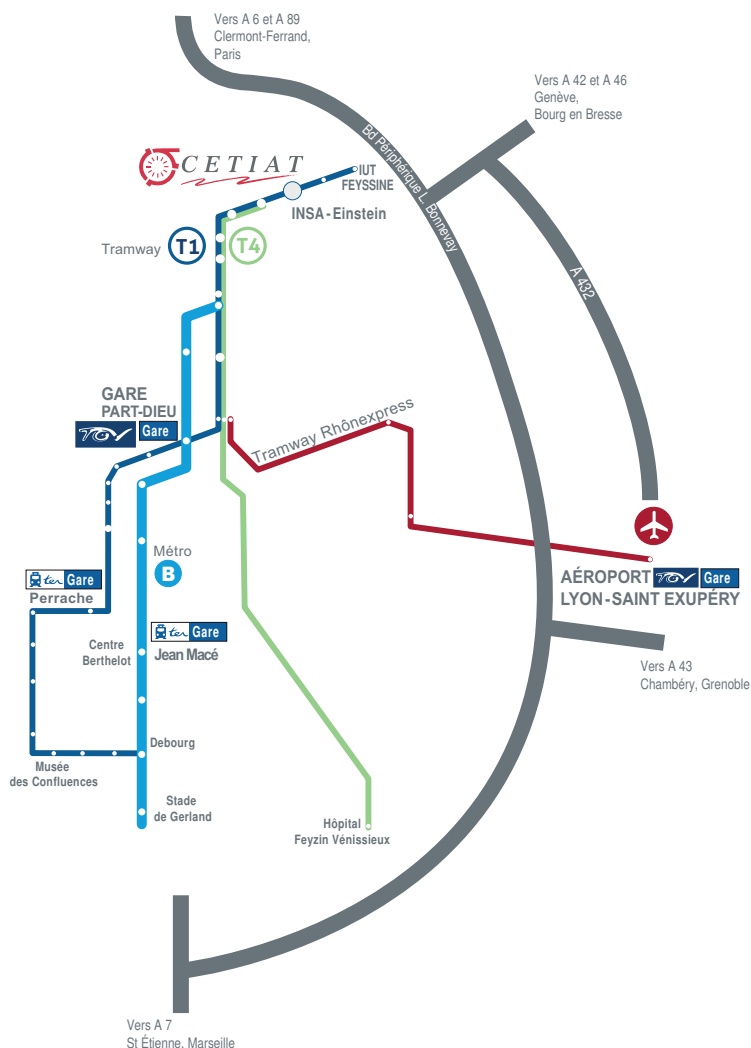 Vers A 6 et A 89
Clermont-Ferrand,
Paris
Vers A 42 et A 46
Genève,
Bourg en Bresse
Bd Périphérique L. Bonnevay
CETIAT
IUT
FEYSSINE
INSA-Einstein
Tramway
T1
T4
A 432
GARE
PART-DIEU
TGV
Gare
Tramway Rhônexpress
Métro
B
ter Gare
Perrache
AÉROPORT TGV Gare
LYON-SAINT EXUPÉRY
ter Gare
Jean Macé
Centre
Berthelot
Vers A 43
Chambéry, Grenoble
Debourg
Musée
des Confluences
Stade
de Gerland
Hôpital
Feyzin Vénissieux
Vers A 7
St Étienne, Marseille